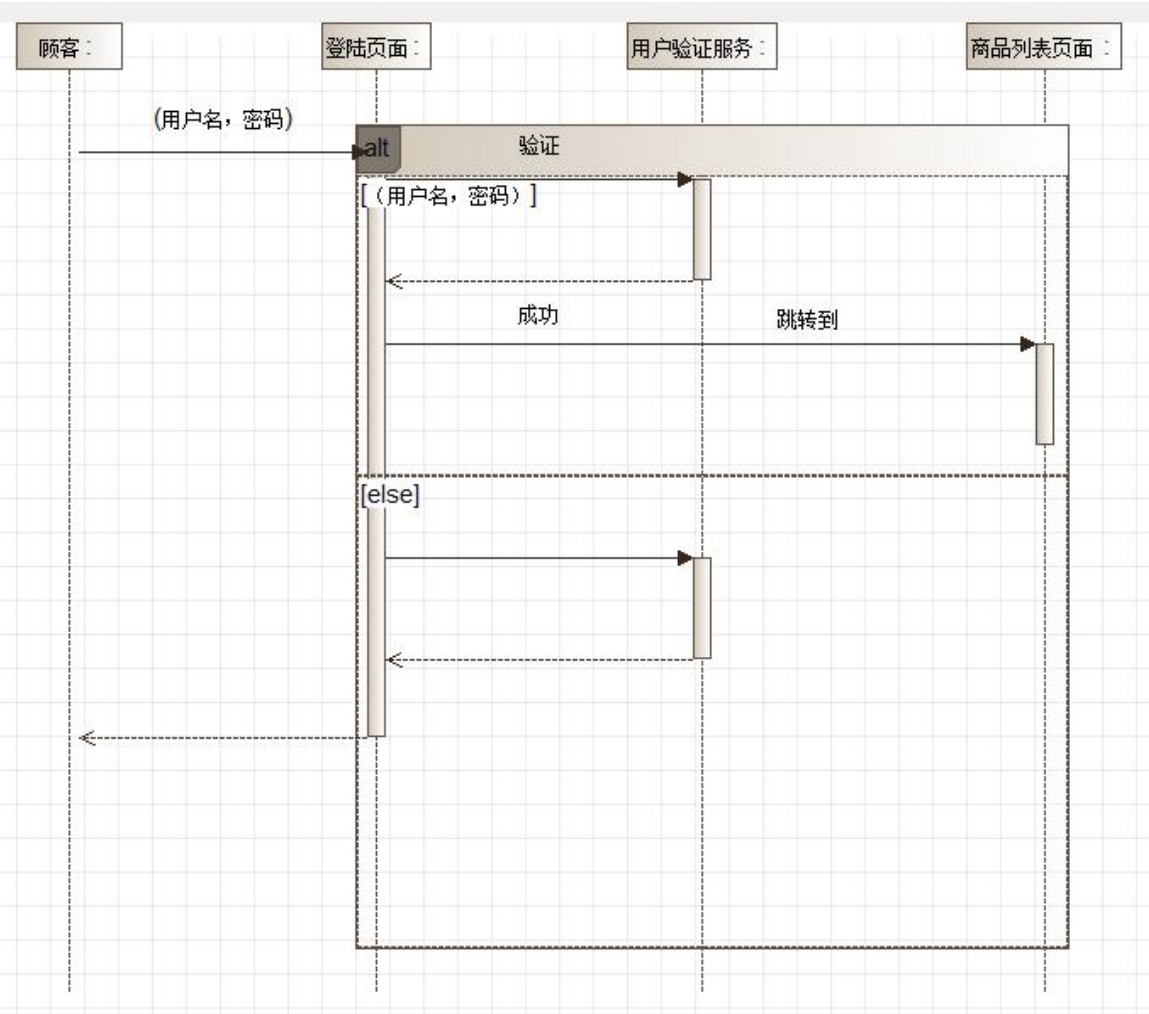 顾客：
登陆页面：
用户验证服务：
商品列表页面：
(用户名，密码)
alt
验证
[（用户名，密码）]
成功
跳转到
[else]